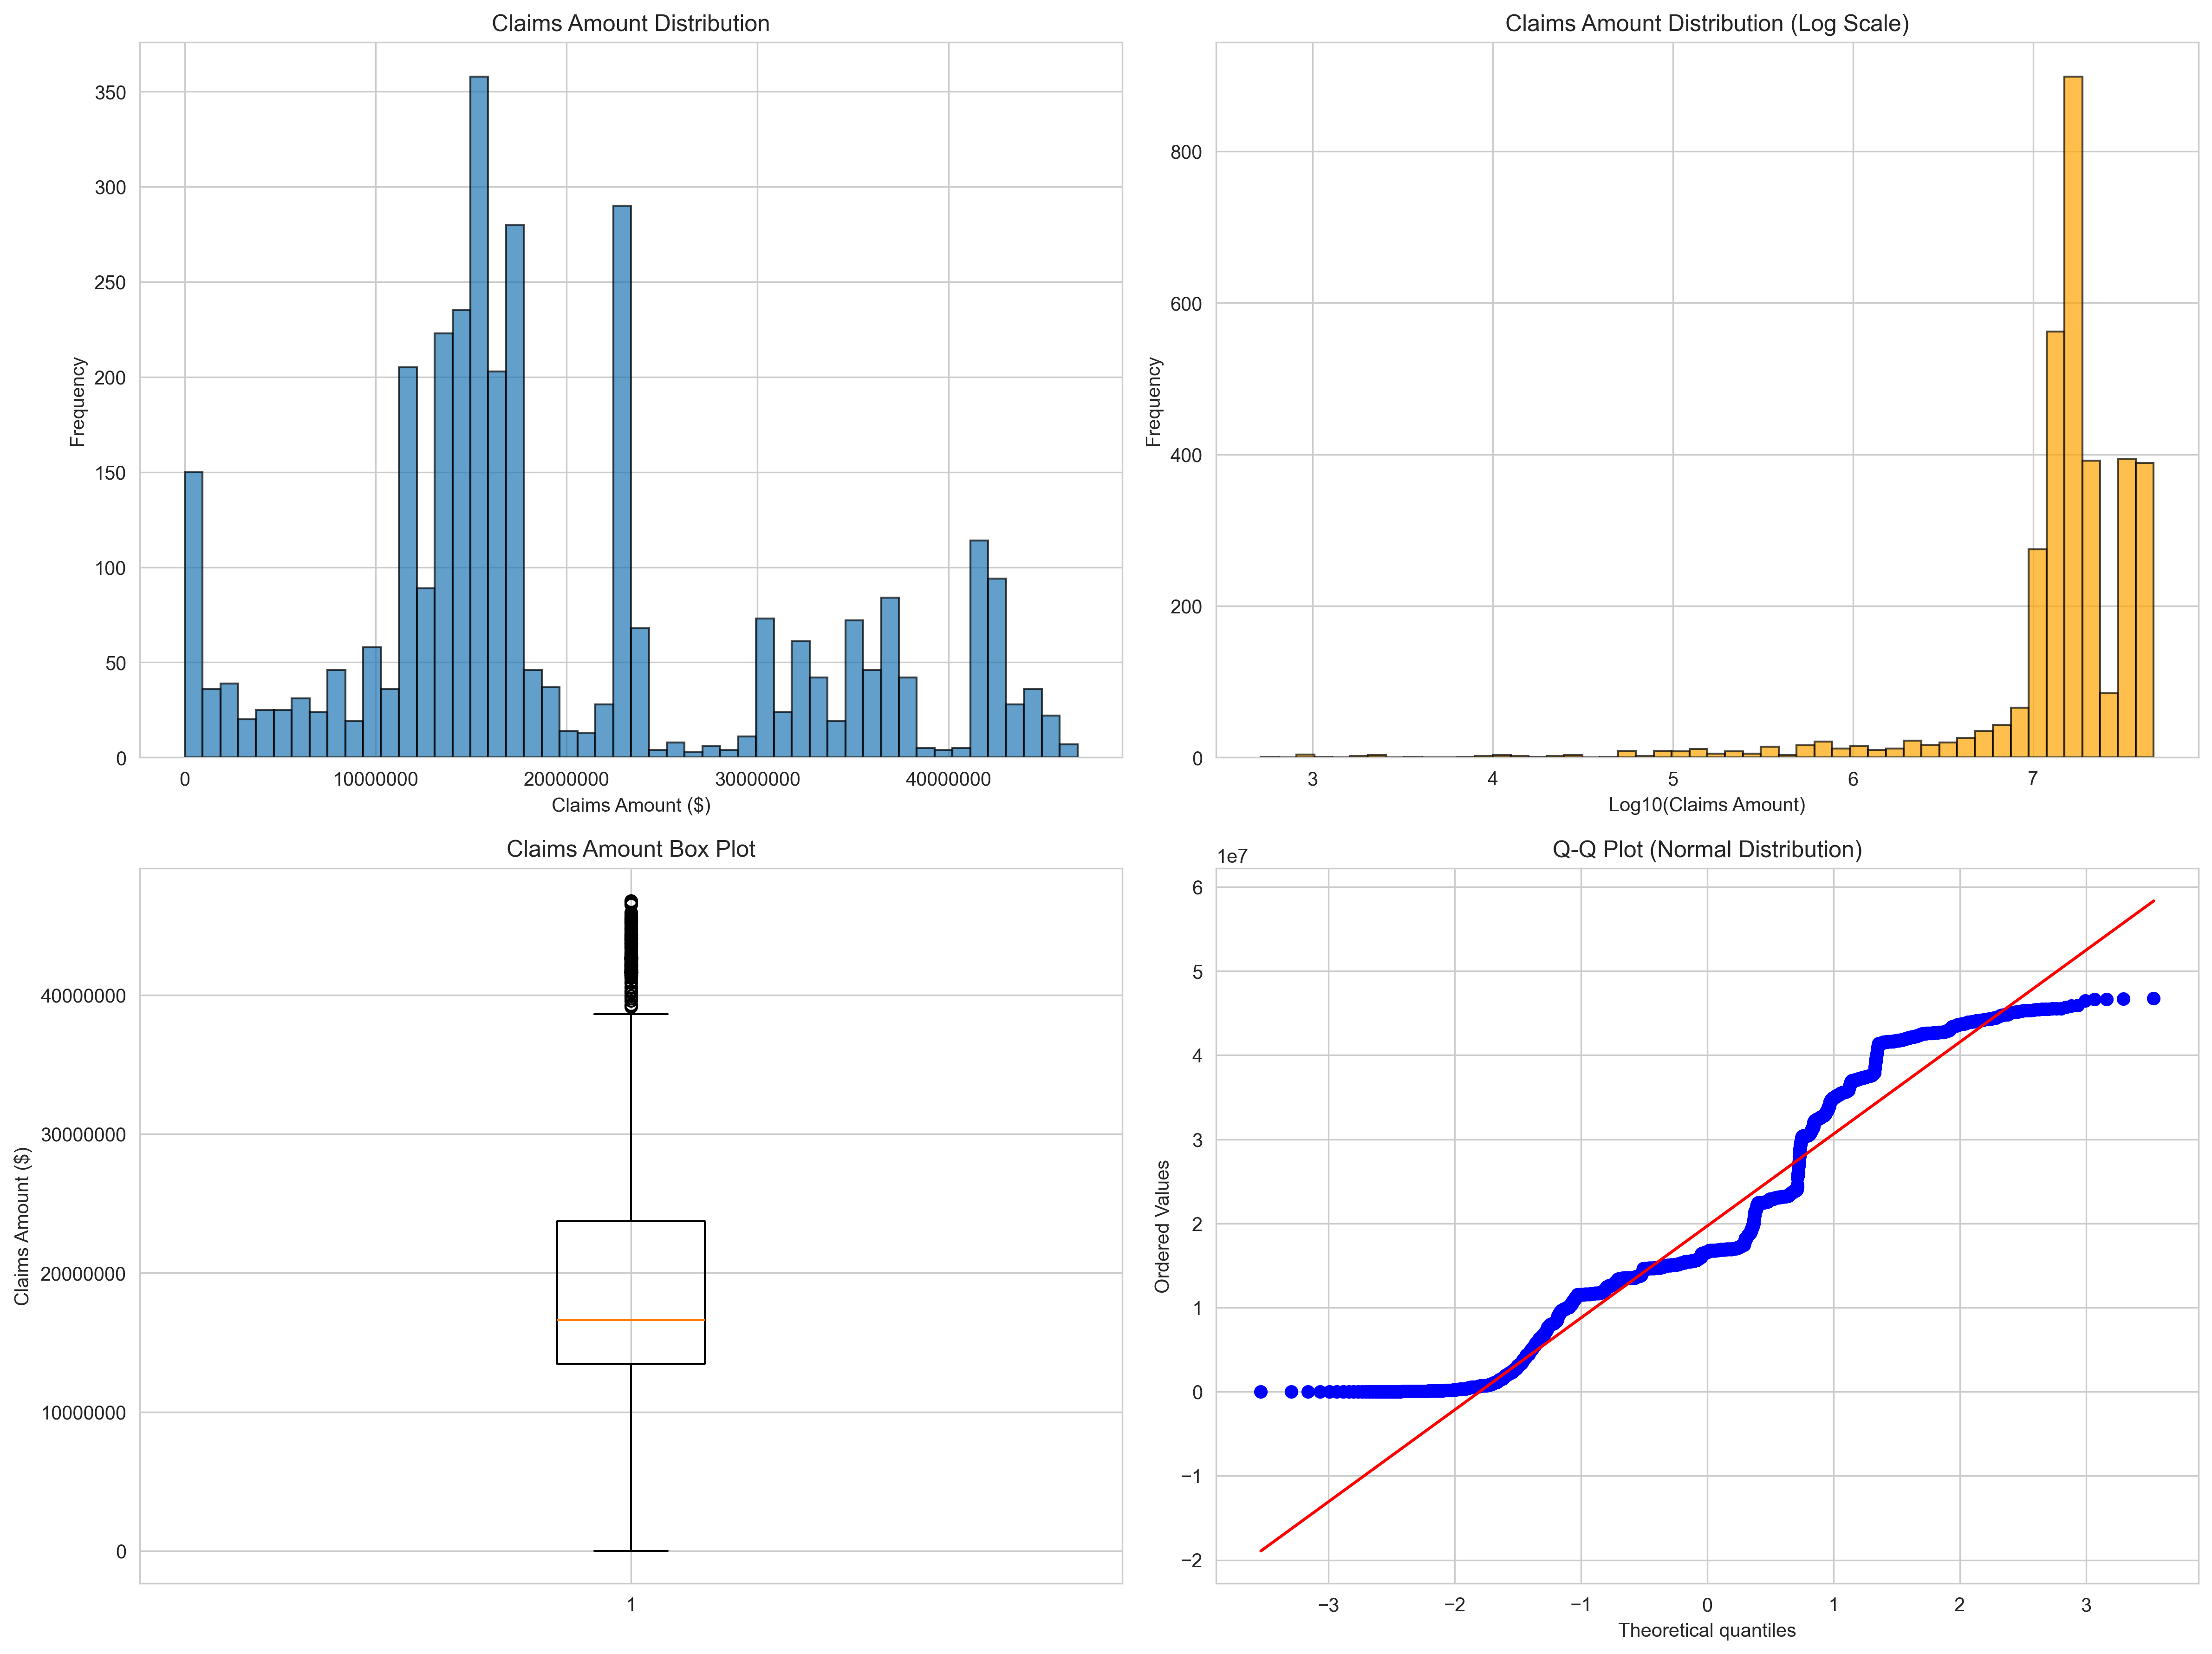 Claims Amount Distribution
350
300
250
200
150
100
50
0
Frequency
0 10000000 20000000 30000000 40000000
Claims Amount ($)
Claims Amount Distribution (Log Scale)
800
600
400
200
0
Frequency
3 4 5 6 7
Log10(Claims Amount)
Claims Amount Box Plot
40000000
30000000
20000000
10000000
0
Claims Amount ($)
1
Q-Q Plot (Normal Distribution)
1e7
6
5
4
3
2
1
0
−1
−2
Ordered Values
−3 −2 −1 0 1 2 3
Theoretical quantiles